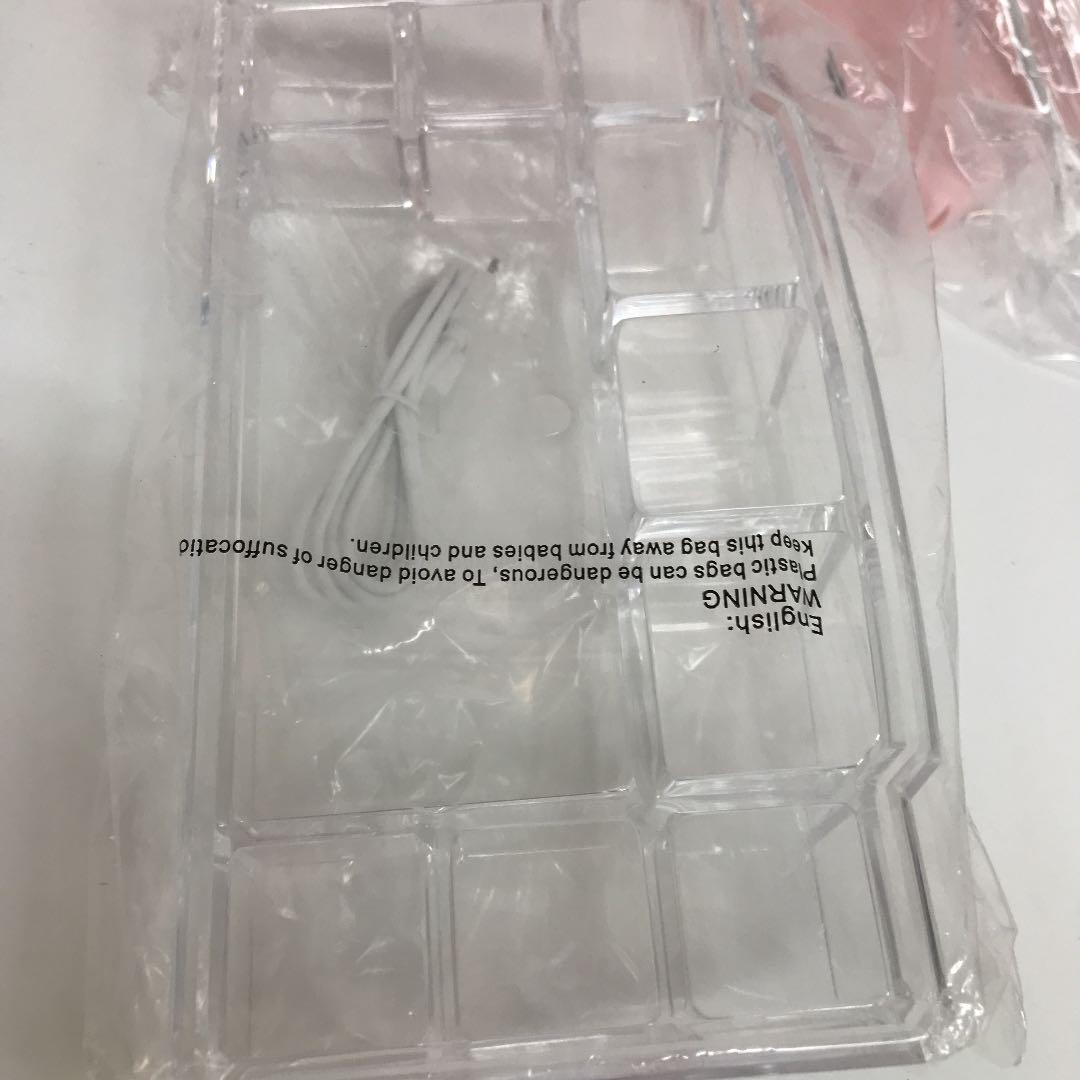 English:
WARNING
Plastic bags can be dangerous, To avoid danger of suffocatio
keep this bag away from babies and children.